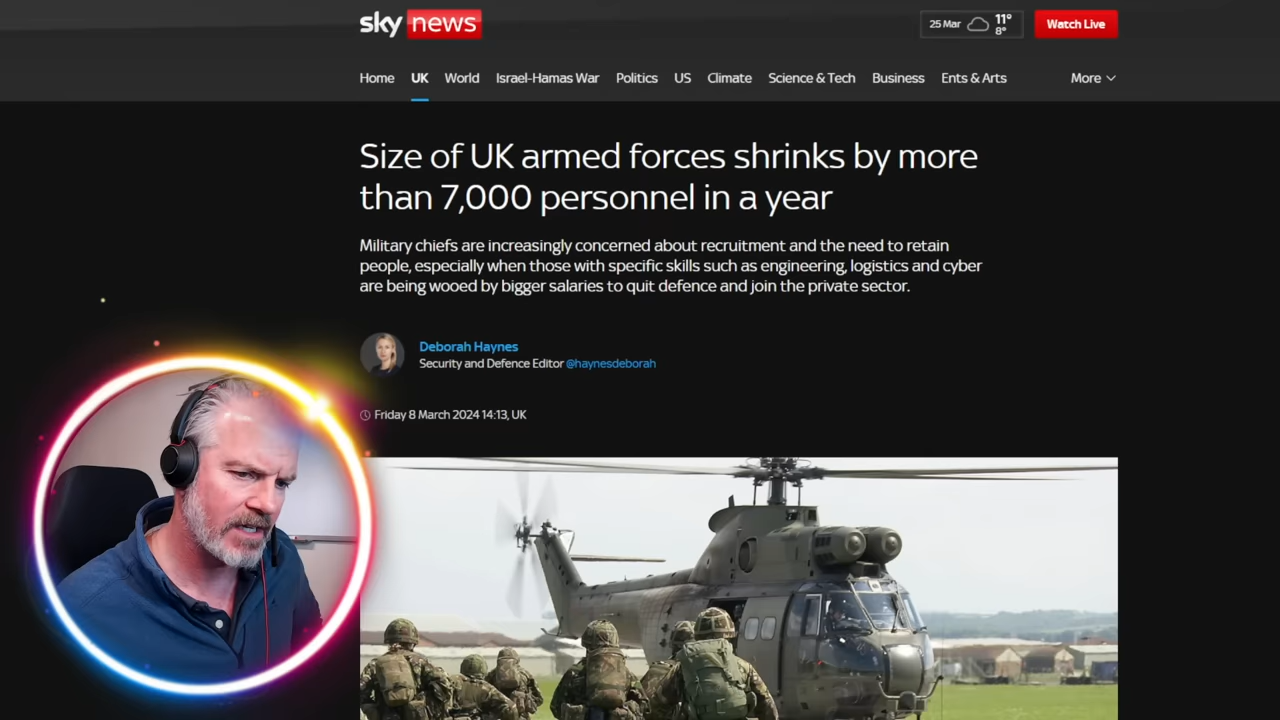 sky news
25 Mar 11° 8°
Watch Live
Home UK World Israel-Hamas War Politics US Climate Science & Tech Business Ents & Arts More
Size of UK armed forces shrinks by more
than 7,000 personnel in a year
Military chiefs are increasingly concerned about recruitment and the need to retain
people, especially when those with specific skills such as engineering, logistics and cyber
are being wooed by bigger salaries to quit defence and join the private sector.
Deborah Haynes
Security and Defence Editor @haynesdeborah
Friday 8 March 2024 14:13, UK